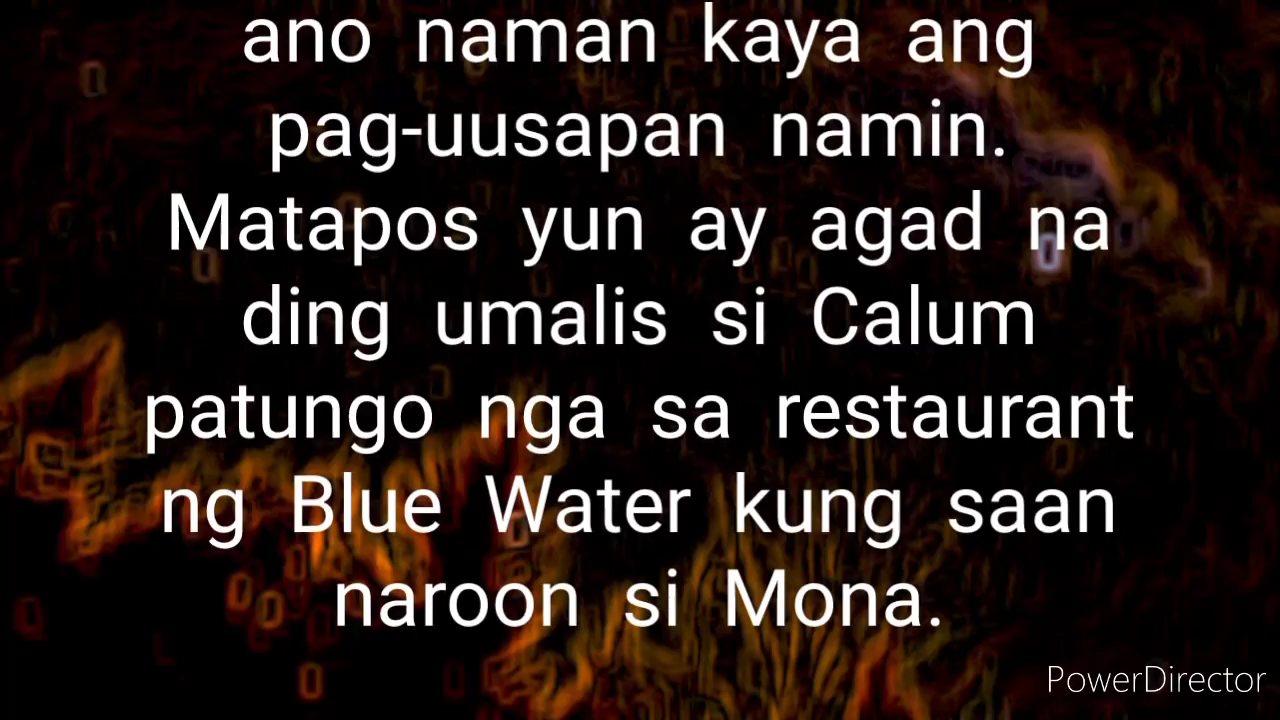 ano naman kaya ang
pag-uusapan namin.
Matapos yun ay agad na
ding umalis si Calum
patungo nga sa restaurant
ng Blue Water kung saan
naroon si Mona.
PowerDirector